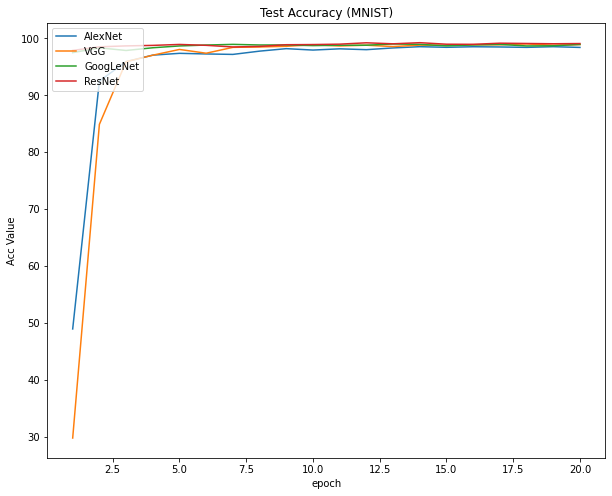 Test Accuracy (MNIST)
AlexNet
VGG
GoogLeNet
ResNet
100
90
80
70
60
50
40
30
Acc Value
2.5 5.0 7.5 10.0 12.5 15.0 17.5 20.0
epoch